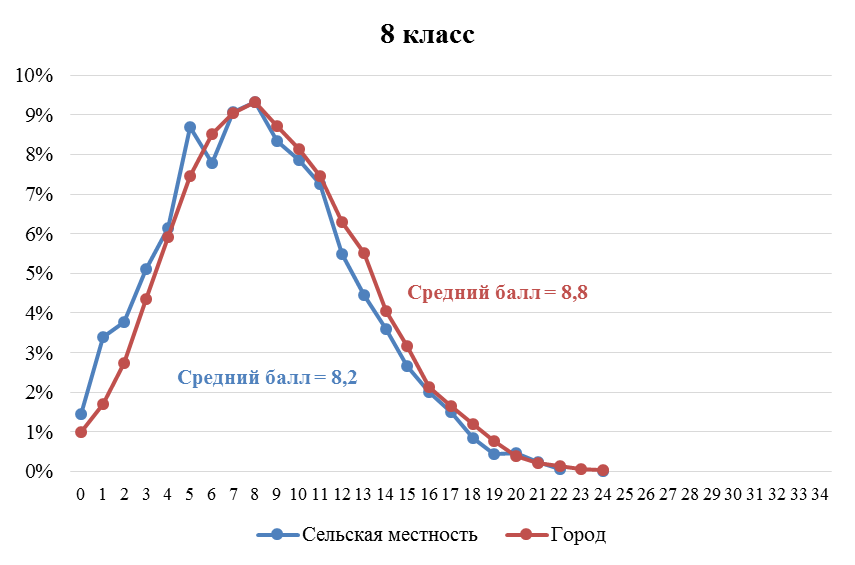 8 класс
10%
9%
8%
7%
6%
5%
4%
3%
2%
1%
0%
Средний балл = 8,8
Средний балл = 8,2
0 1 2 3 4 5 6 7 8 9 10 11 12 13 14 15 16 17 18 19 20 21 22 23 24 25 26 27 28 29 30 31 32 33 34
Сельская местность Город